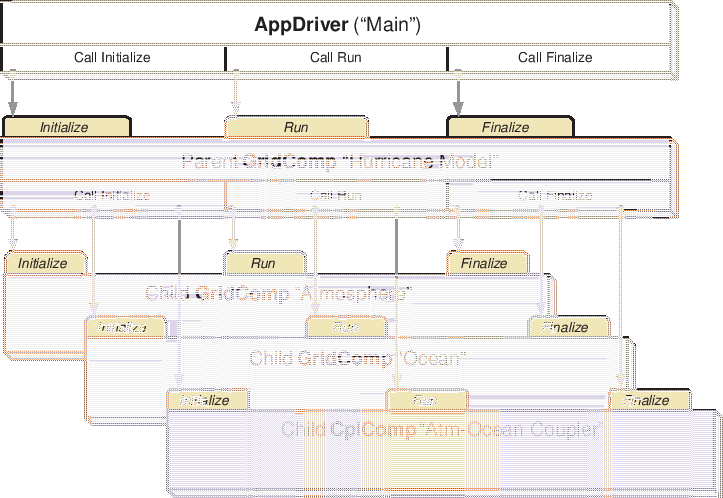 AppDriver (“Main”)
Call Initialize Call Run Call Finalize
Initialize Run Finalize
Parent GridComp “Hurricane Model”
Call Initialize Call Run Call Finalize
Initialize Run Finalize
Child GridComp “Atmosphere”
Initialize Run Finalize
Child GridComp “Ocean”
Initialize Run Finalize
Child CplComp “Atm-Ocean Coupler”